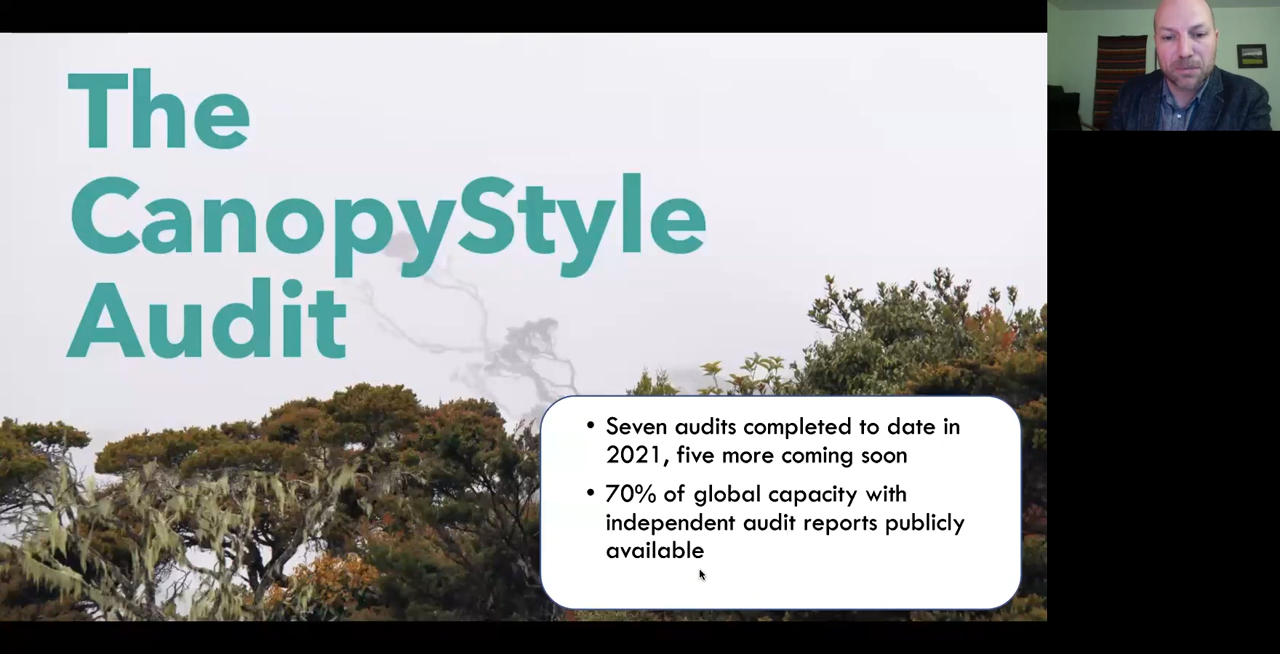 The
CanopyStyle
Audit
• Seven audits completed to date in
2021, five more coming soon
• 70% of global capacity with
independent audit reports publicly
available